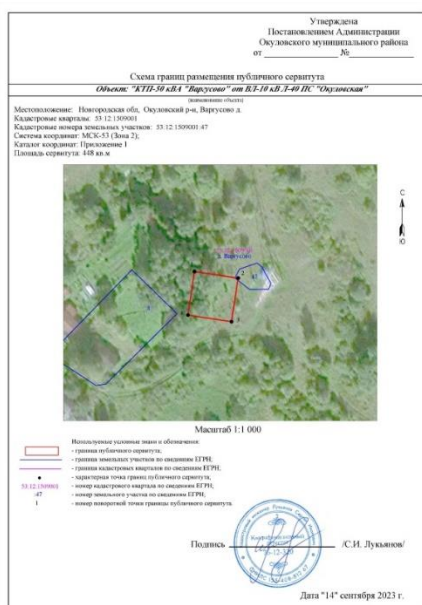 Утверждена
Постановлением Администрации
Окуловского муниципального района
от №
Схема границ размещения публичного сервитута
Объект: "КТП-50 кВА "Варгусово" от ВЛ-10 кВ Л-40 ПС "Окуловская"
(наименование объекта)
Местоположение: Новгородская обл, Окуловский р-н, Варгусово д.
Кадастровые кварталы: 53:12:1509001
Кадастровые номера земельных участков: 53:12:1509001:47
Система координат: МСК-53 (Зона 2);
Каталог координат: Приложение 1
Площадь сервитута: 448 кв.м
С
Ю
д. Варгусово
2
47
3
Масштаб 1:1 000
Используемые условные знаки и обозначения:
- граница публичного сервитута;
- граница земельных участков по сведениям ЕГРН;
- граница кадастровых кварталов по сведениям ЕГРН;
- характерная точка границ публичного сервитута;
53:12:1509001 - номер кадастрового квартала по сведениям ЕГРН;
:47 - номер земельного участка по сведениям ЕГРН;
1 - номер поворотной точки границы публичного сервитута.
Подпись /С.И. Лукьянов/
Дата "14" сентября 2023 г.